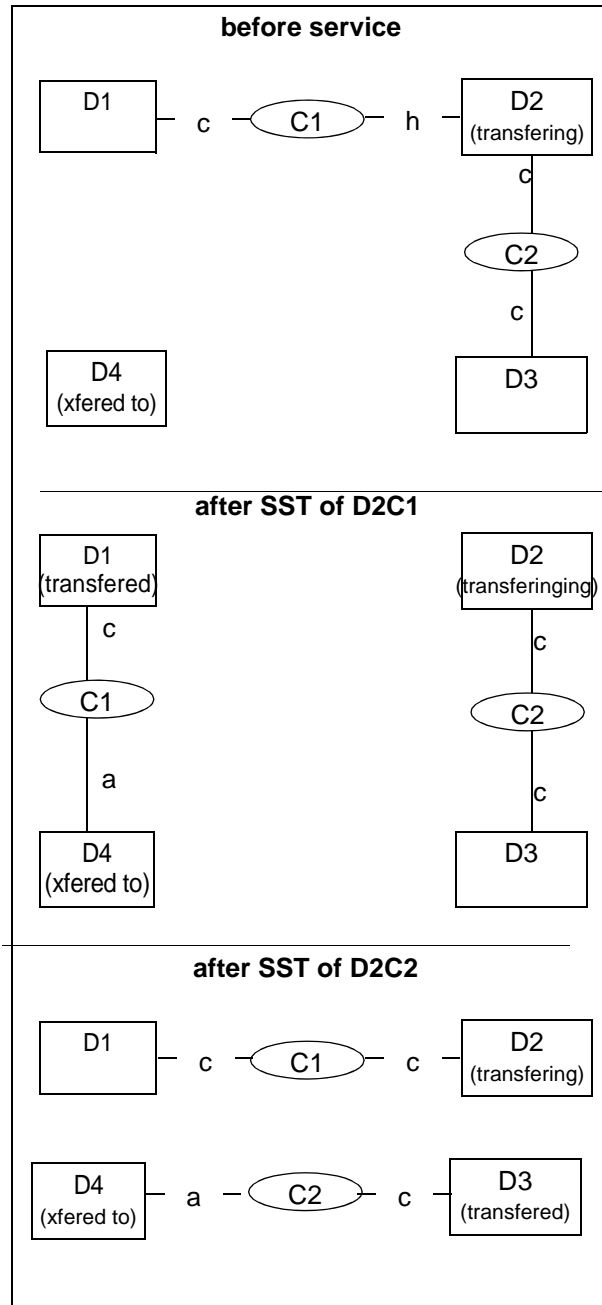 before service
D1 c C1 h D2
(transfering)
c
C2
c
D4 D3
(xfered to)
after SST of D2C1
D1 D2
(transfered) (transferinging)
c c
C1 C2
a c
D4 D3
(xfered to)
after SST of D2C2
D1 c C1 c D2
(transfering)
D4 a C2 c D3
(xfered to) (transfered)